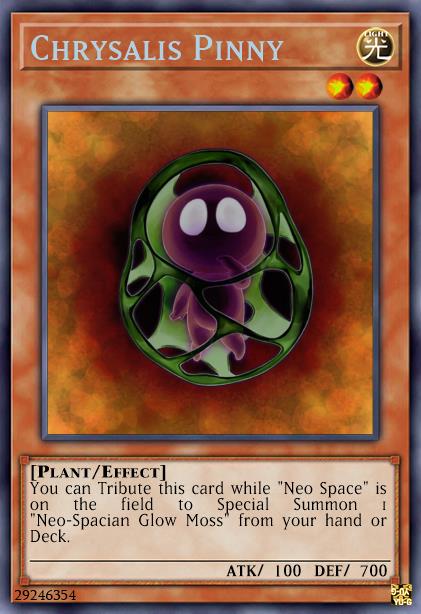 CHRYSALIS PINNY
LIGHT
光
[PLANT/EFFECT]
You can Tribute this card while "Neo Space" is
on the field to Special Summon 1
"Neo-Spacian Glow Moss" from your hand or
Deck.
ATK/ 100 DEF/ 700
29246354